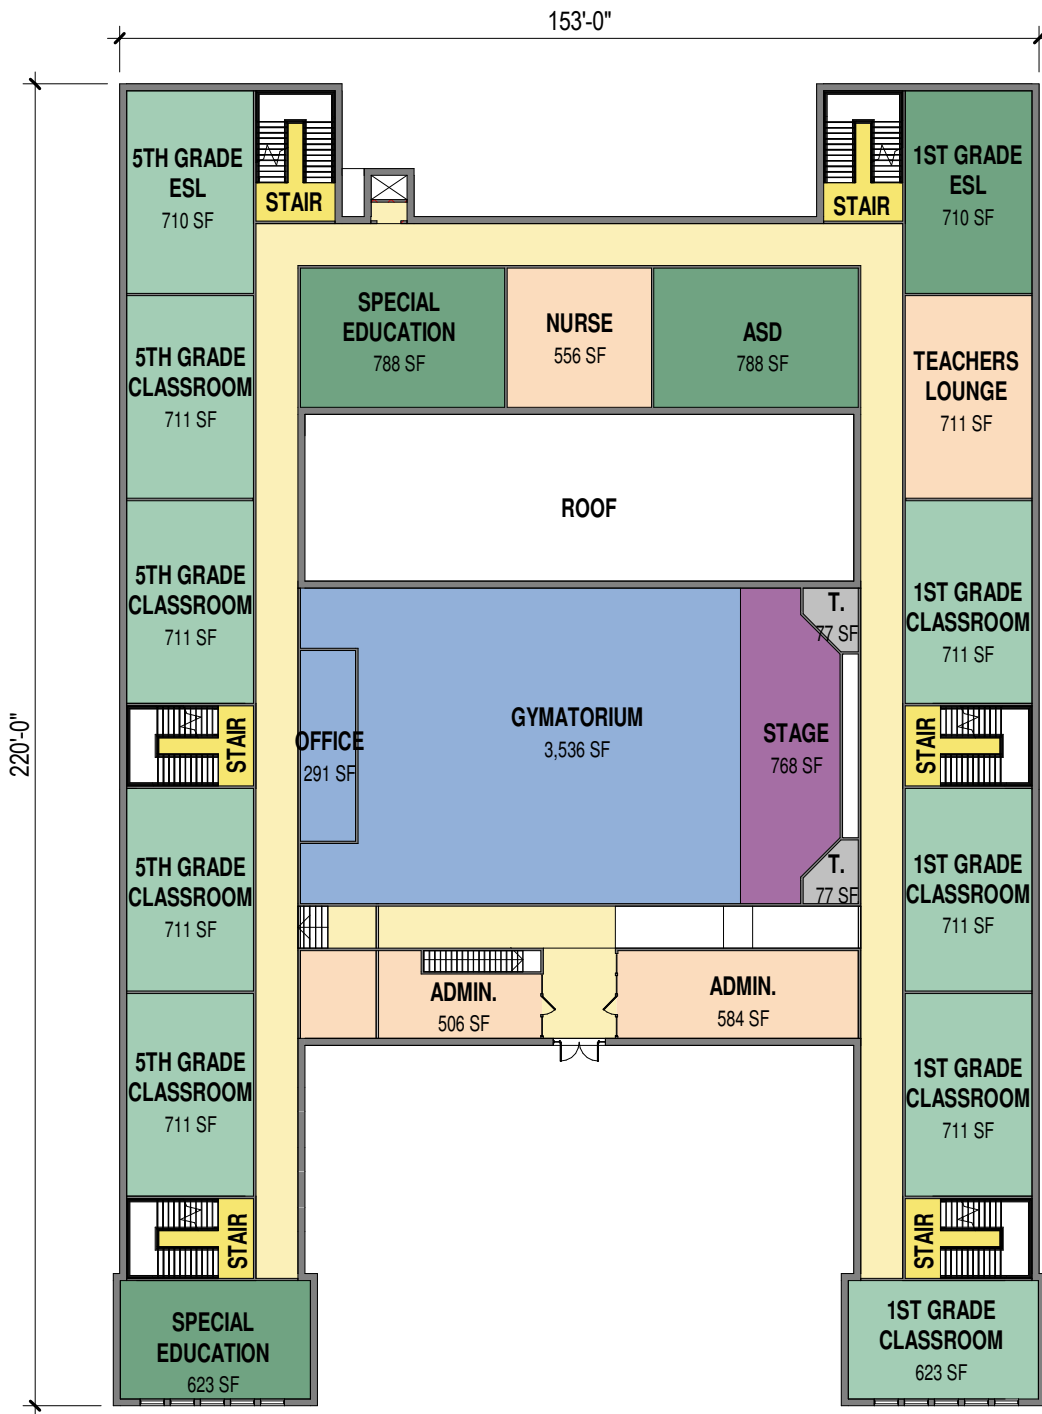 153'-0"
220'-0"
5TH GRADE
ESL
710 SF
STAIR
STAIR
1ST GRADE
ESL
710 SF
SPECIAL
EDUCATION
788 SF
NURSE
556 SF
ASD
788 SF
5TH GRADE
CLASSROOM
711 SF
TEACHERS
LOUNGE
711 SF
ROOF
5TH GRADE
CLASSROOM
711 SF
1ST GRADE
CLASSROOM
711 SF
T.
77 SF
GYMATORIUM
3,536 SF
STAGE
768 SF
OFFICE
291 SF
STAIR
STAIR
5TH GRADE
CLASSROOM
711 SF
1ST GRADE
CLASSROOM
711 SF
T.
77 SF
ADMIN.
506 SF
ADMIN.
584 SF
5TH GRADE
CLASSROOM
711 SF
1ST GRADE
CLASSROOM
711 SF
STAIR
STAIR
SPECIAL
EDUCATION
623 SF
1ST GRADE
CLASSROOM
623 SF